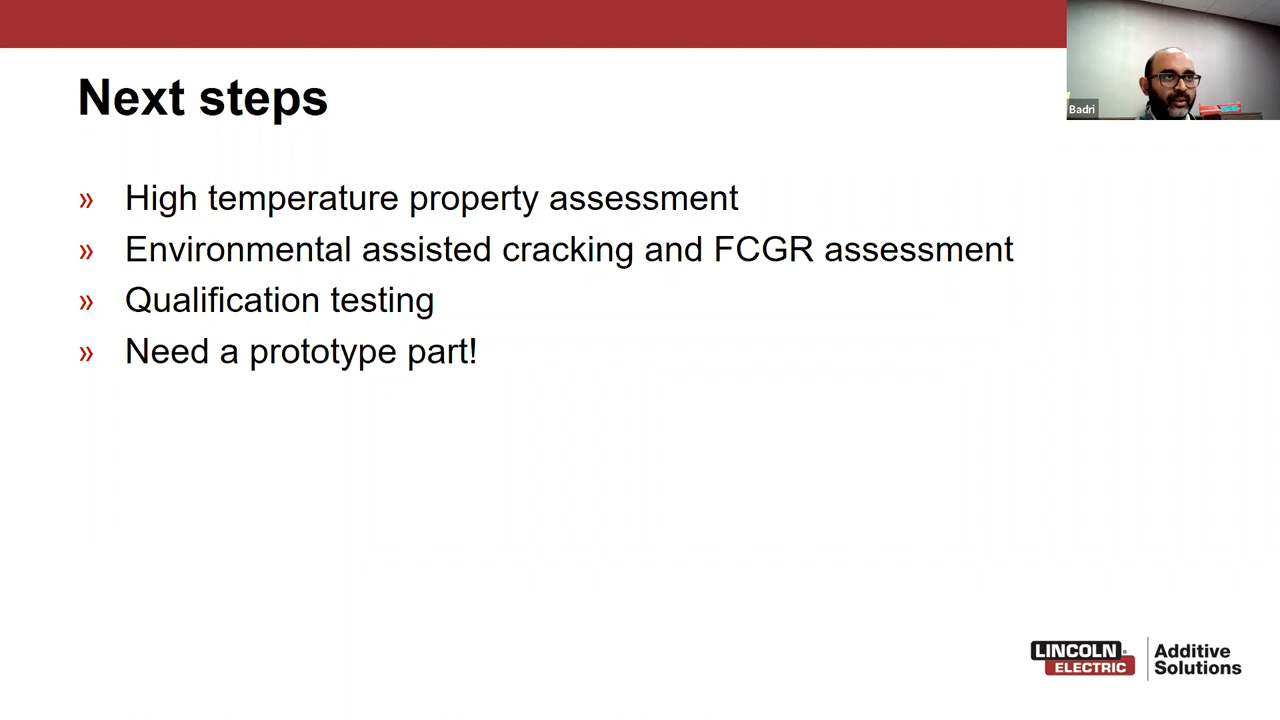 Next steps
» High temperature property assessment
» Environmental assisted cracking and FCGR assessment
» Qualification testing
» Need a prototype part!
Badri
LINCOLN®
ELECTRIC
Additive
Solutions